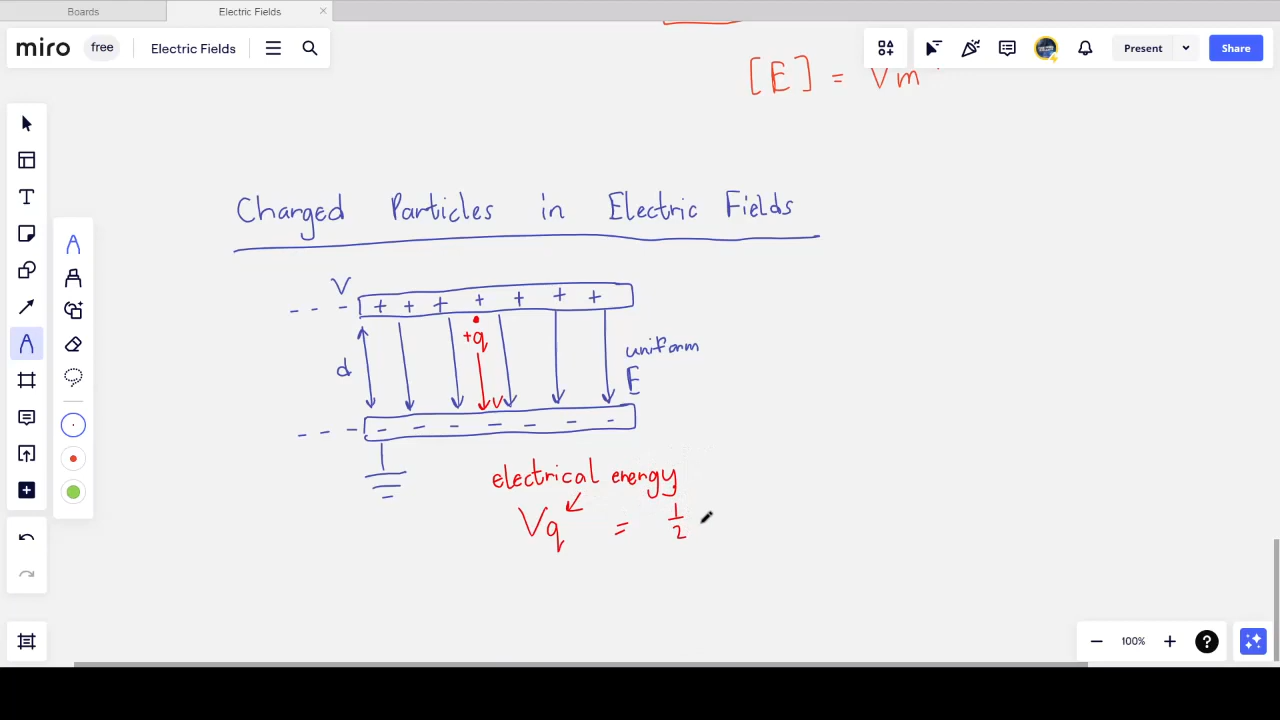 Boards
Electric Fields
miro free Electric Fields
Present Share
[E] = Vm
Charged Particles in Electric Fields
V
+ + + + + + +
+q
d
uniform
E
v
- - - - - - -
electrical energy
Vq = 1/2
100%